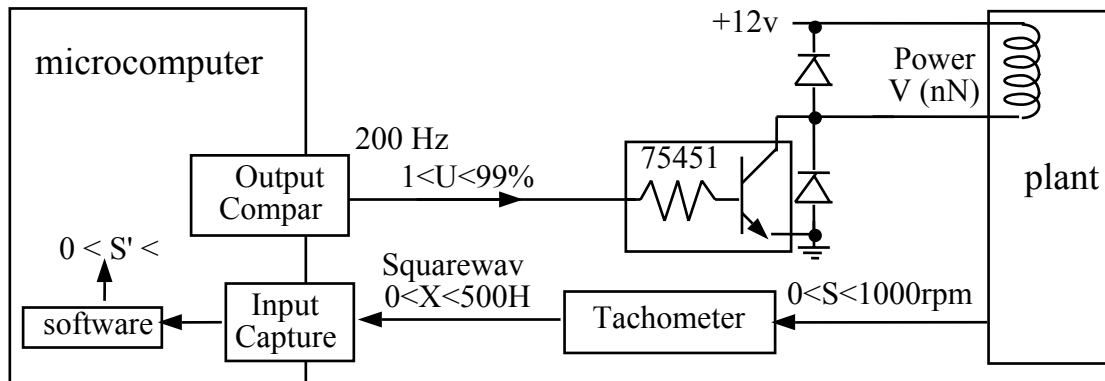 microcomputer
+12v
Power
V (nN)
200 Hz
1<U<99%
75451
Output
Compar
plant
0 < S' <
Squarewav
0<X<500H
0<S<1000rpm
software
Input
Capture
Tachometer